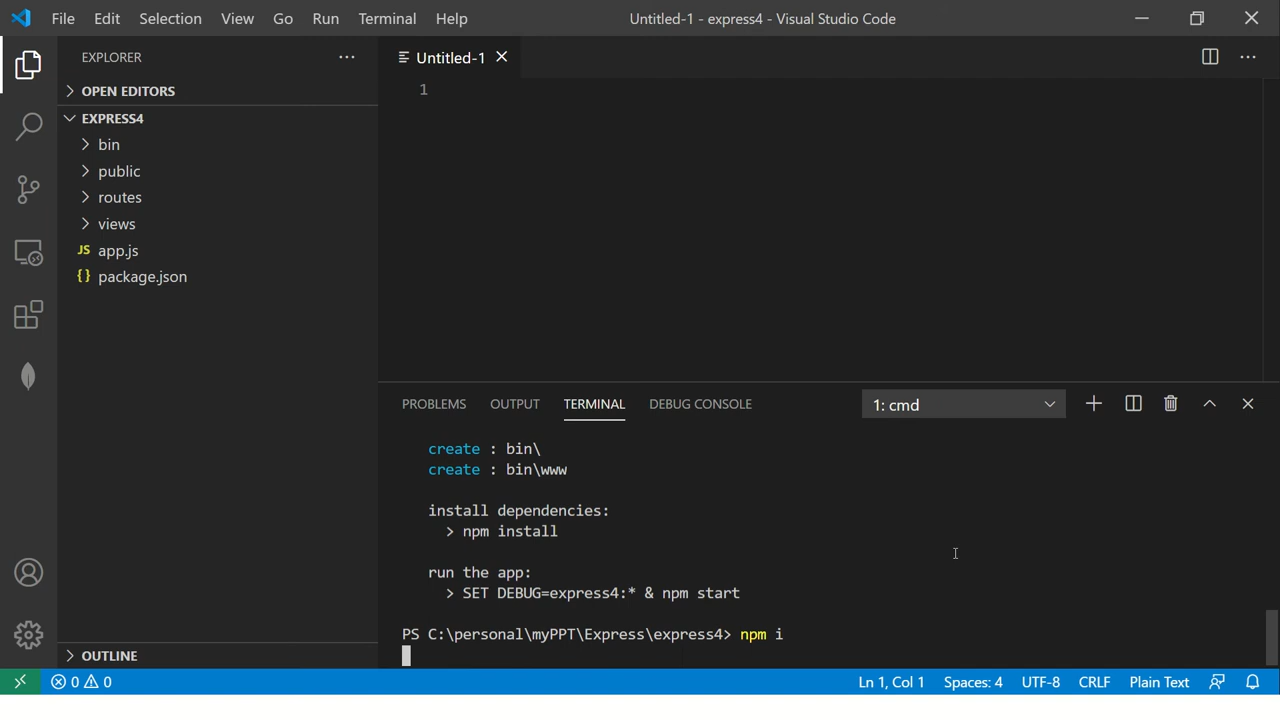 File Edit Selection View Go Run Terminal Help
Untitled-1 - express4 - Visual Studio Code
EXPLORER
OPEN EDITORS
EXPRESS4
bin
public
routes
views
JS app.js
{} package.json
OUTLINE
Untitled-1
1
PROBLEMS OUTPUT TERMINAL DEBUG CONSOLE
1: cmd
create : bin\
create : bin\www
install dependencies:
> npm install
run the app:
> SET DEBUG=express4:* & npm start
PS C:\personal\myPPT\Express\express4> npm i
0 0
Ln 1, Col 1 Spaces: 4 UTF-8 CRLF Plain Text